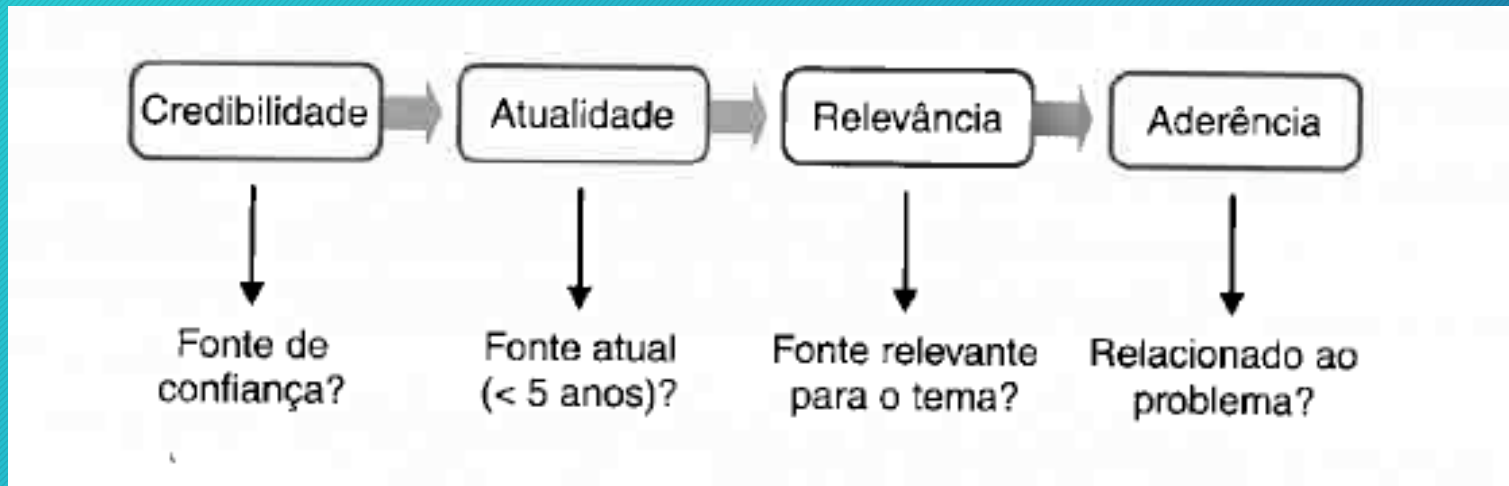 Credibilidade
Atualidade
Relevância
Aderência
Fonte de
confiança?
Fonte atual
(< 5 anos)?
Fonte relevante
para o tema?
Relacionado ao
problema?